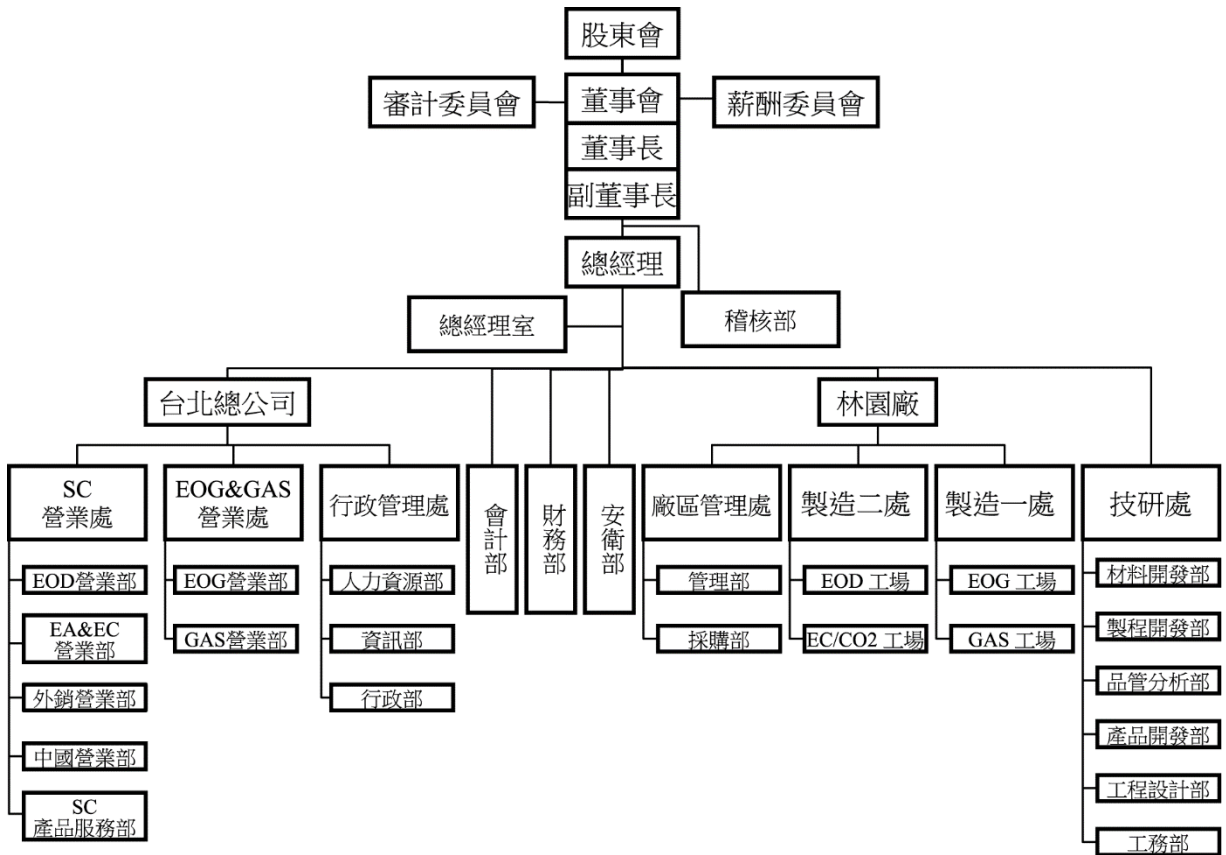 股東會
審計委員會
董事會
薪酬委員會
董事長
副董事長
總經理
總經理室
稽核部
台北總公司
林園廠
SC
營業處
EOG&GAS
營業處
行政管理處
會計部
財務部
安衛部
廠區管理處
製造二處
製造一處
技研處
EOD營業部
EA&EC
營業部
外銷營業部
中國營業部
SC
產品服務部
EOG營業部
GAS營業部
人力資源部
資訊部
行政部
管理部
採購部
EOD 工場
EC/CO2 工場
EOG 工場
GAS 工場
材料開發部
製程開發部
品管分析部
產品開發部
工程設計部
工務部